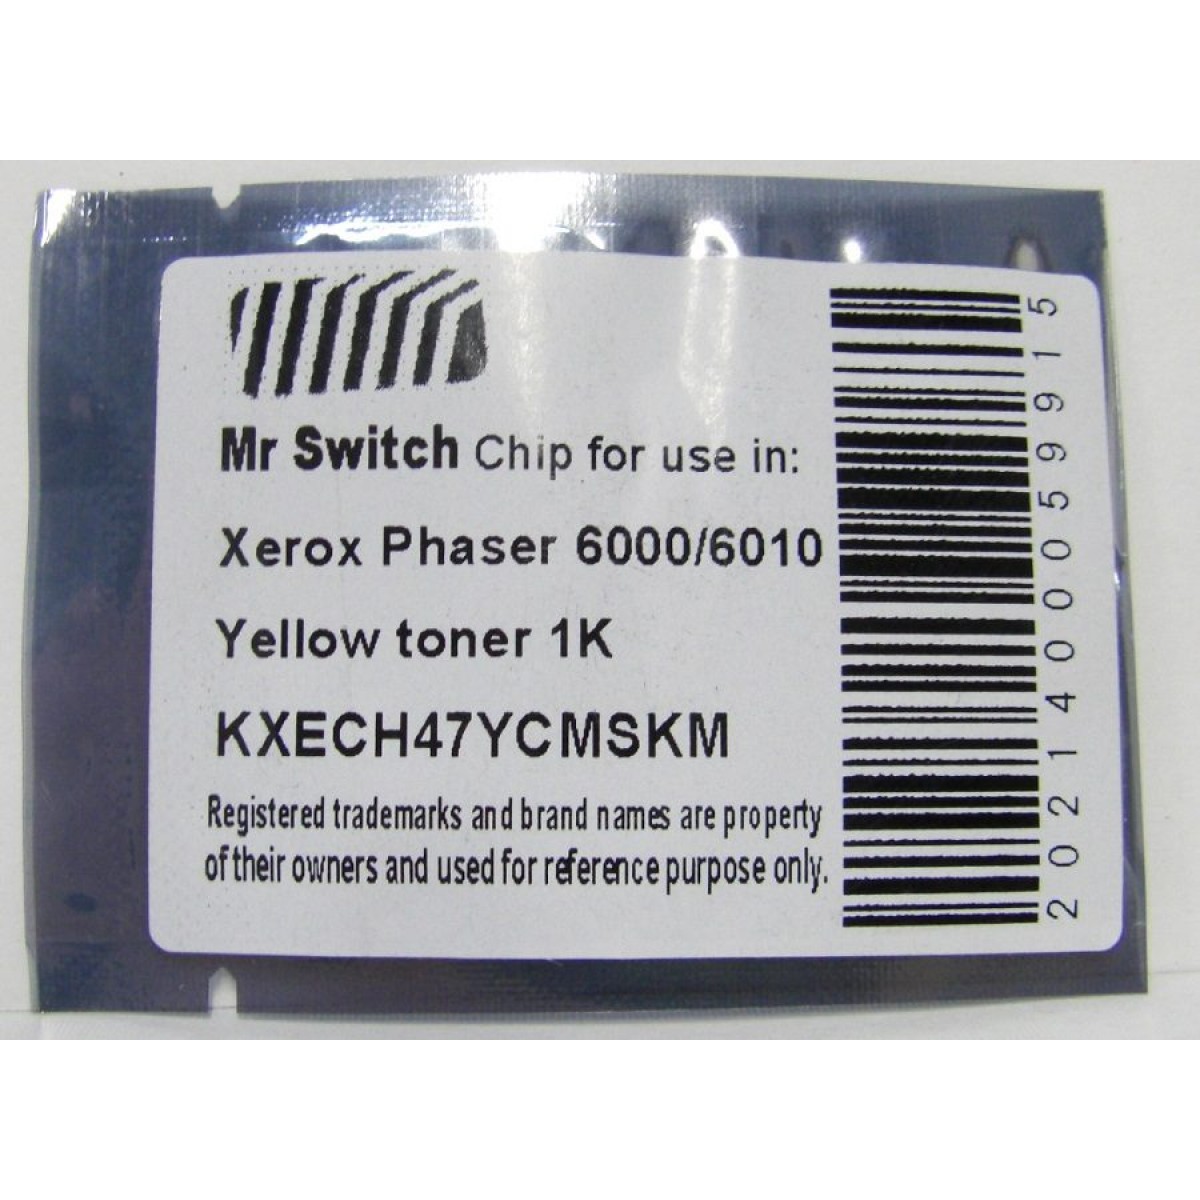 Mr Switch Chip for use in:
Xerox Phaser 6000/6010
Yellow toner 1K
KXECH47YCMSKM
Registered trademarks and brand names are property
of their owners and used for reference purpose only.
2021400059915